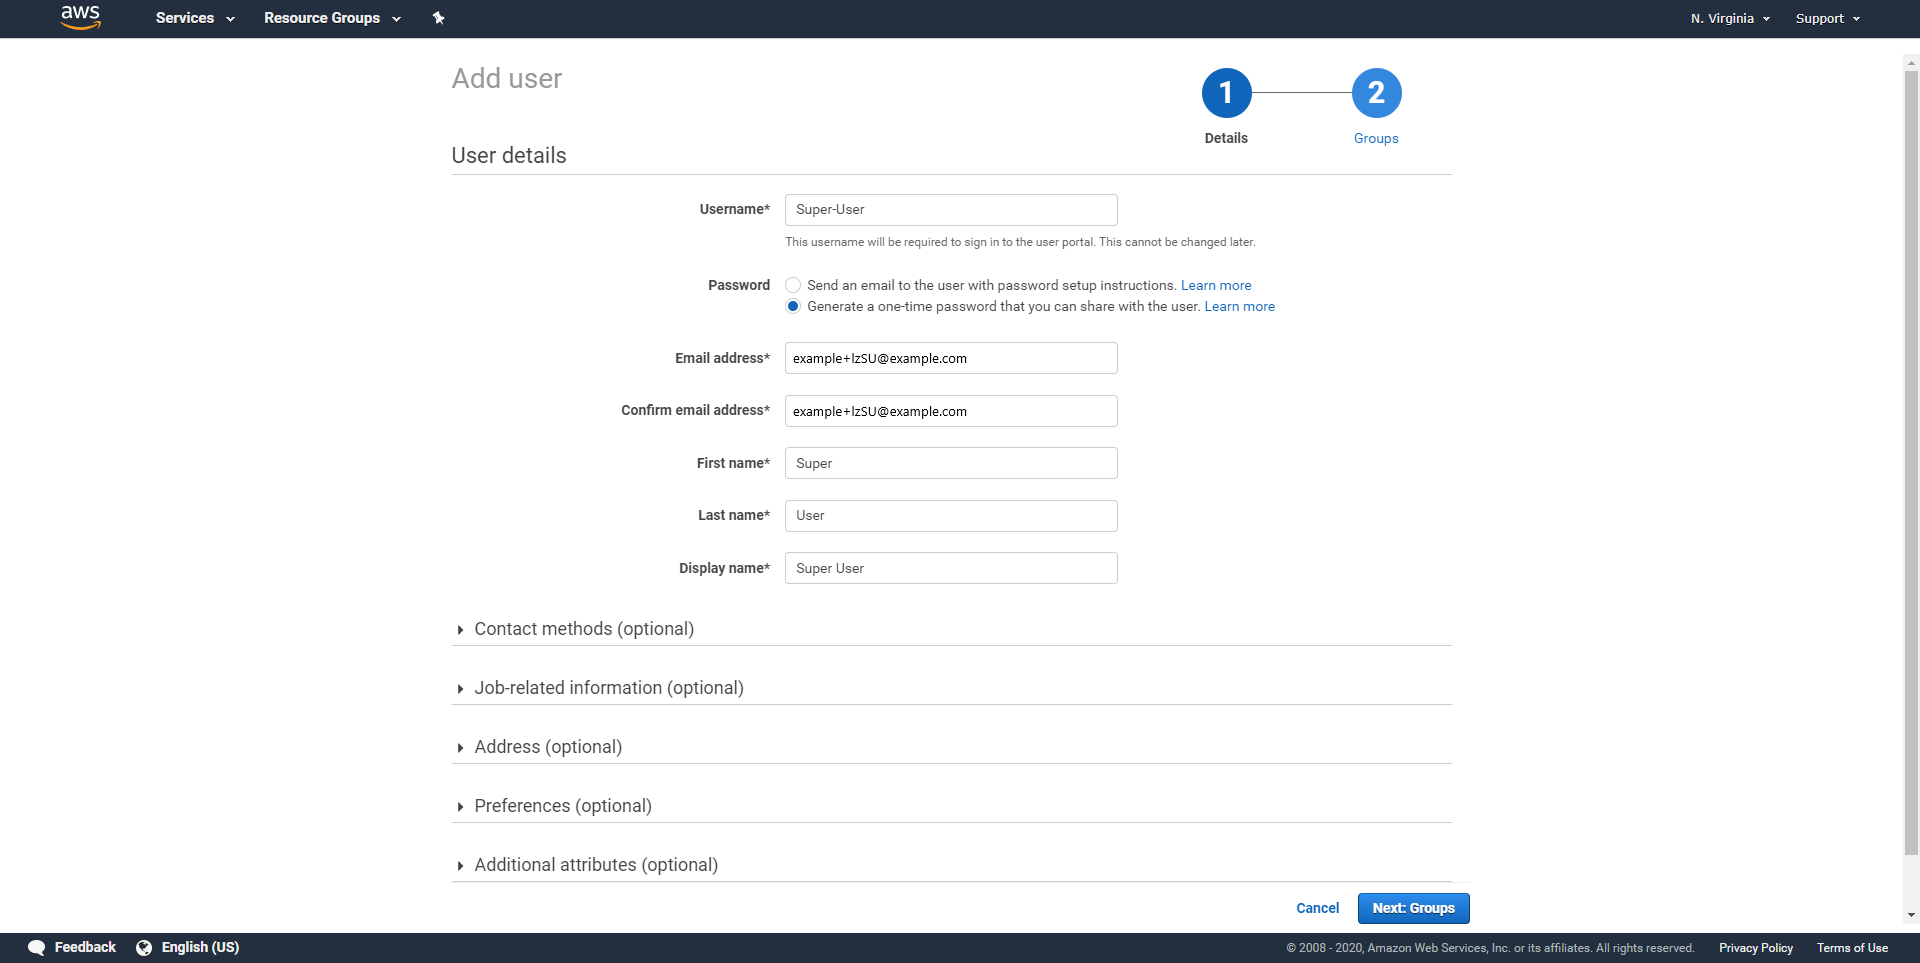 aws Services Resource Groups N. Virginia Support
Add user
1 2
Details Groups
User details
Username* Super-User
This username will be required to sign in to the user portal. This cannot be changed later.
Password Send an email to the user with password setup instructions. Learn more
Generate a one-time password that you can share with the user. Learn more
Email address* example+lzSU@example.com
Confirm email address* example+lzSU@example.com
First name* Super
Last name* User
Display name* Super User
Contact methods (optional)
Job-related information (optional)
Address (optional)
Preferences (optional)
Additional attributes (optional)
Cancel Next: Groups
Feedback English (US) © 2008 - 2020, Amazon Web Services, Inc. or its affiliates. All rights reserved. Privacy Policy Terms of Use